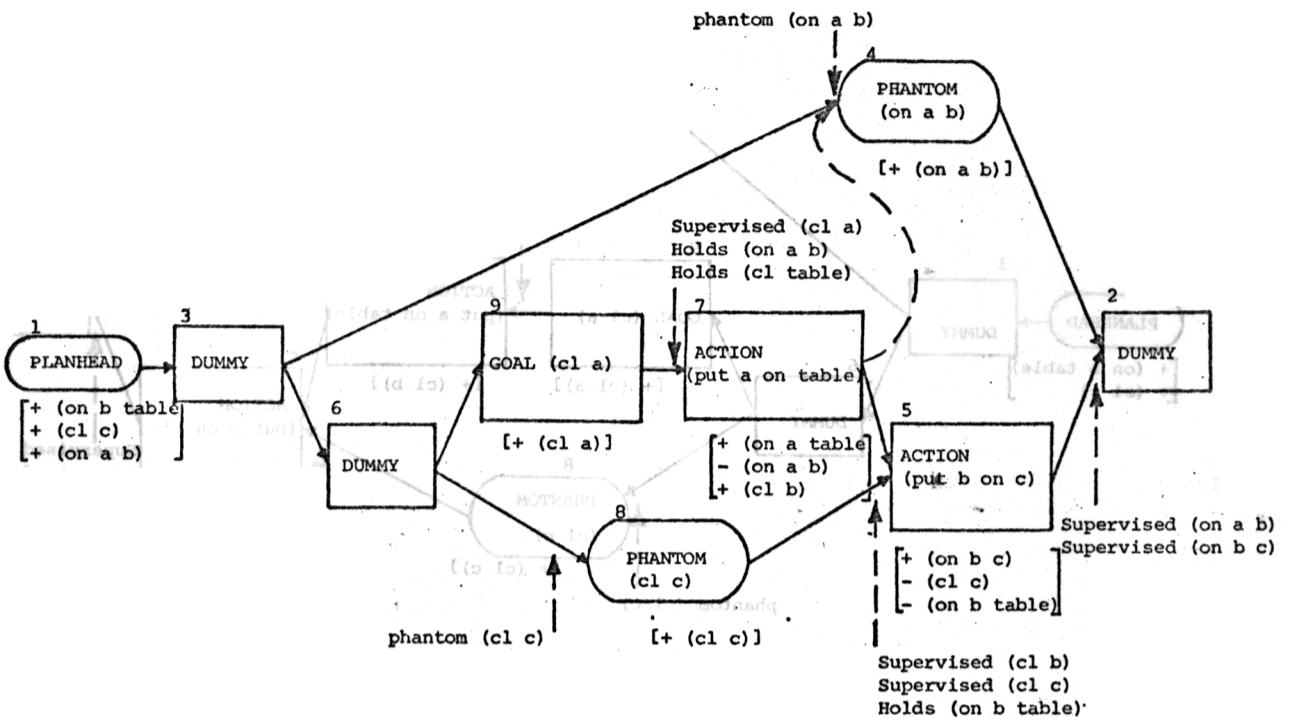 phantom (on a b)
4
PHANTOM
(on a b)
[+ (on a b)]
Supervised (cl a)
Holds (on a b)
Holds (cl table)
1
PLANHEAD
[+ (on b table)
+ (cl c)
+ (on a b) ]
3
DUMMY
6
DUMMY
9
GOAL (cl a)
[+ (cl a)]
7
ACTION
(put a on table)
[+ (on a table)
- (on a b)
+ (cl b) ]
2
DUMMY
5
ACTION
(put b on c)
[+ (on b c)
- (cl c)
- (on b table)]
Supervised (on a b)
Supervised (on b c)
8
PHANTOM
(cl c)
[+ (cl c)]
phantom (cl c)
Supervised (cl b)
Supervised (cl c)
Holds (on b table)